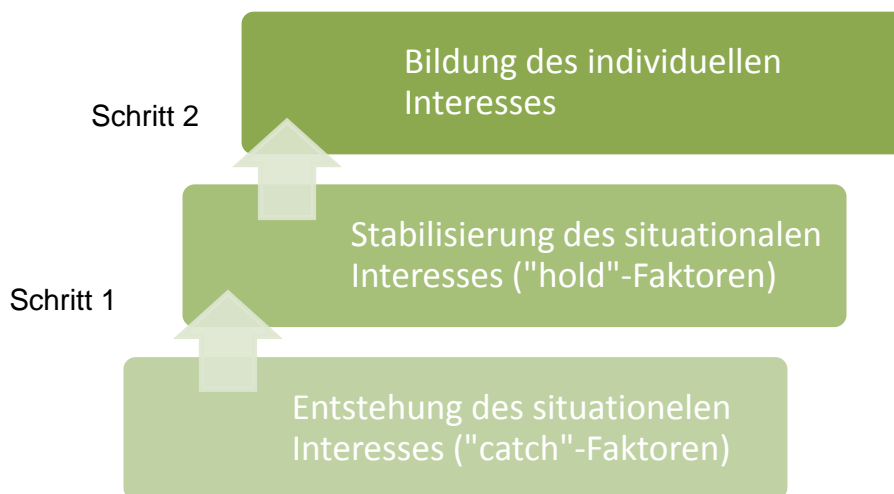 Bildung des individuellen
Interesses
Schritt 2
Stabilisierung des situationalen
Interesses ("hold"-Faktoren)
Schritt 1
Entstehung des situationelen
Interesses ("catch"-Faktoren)